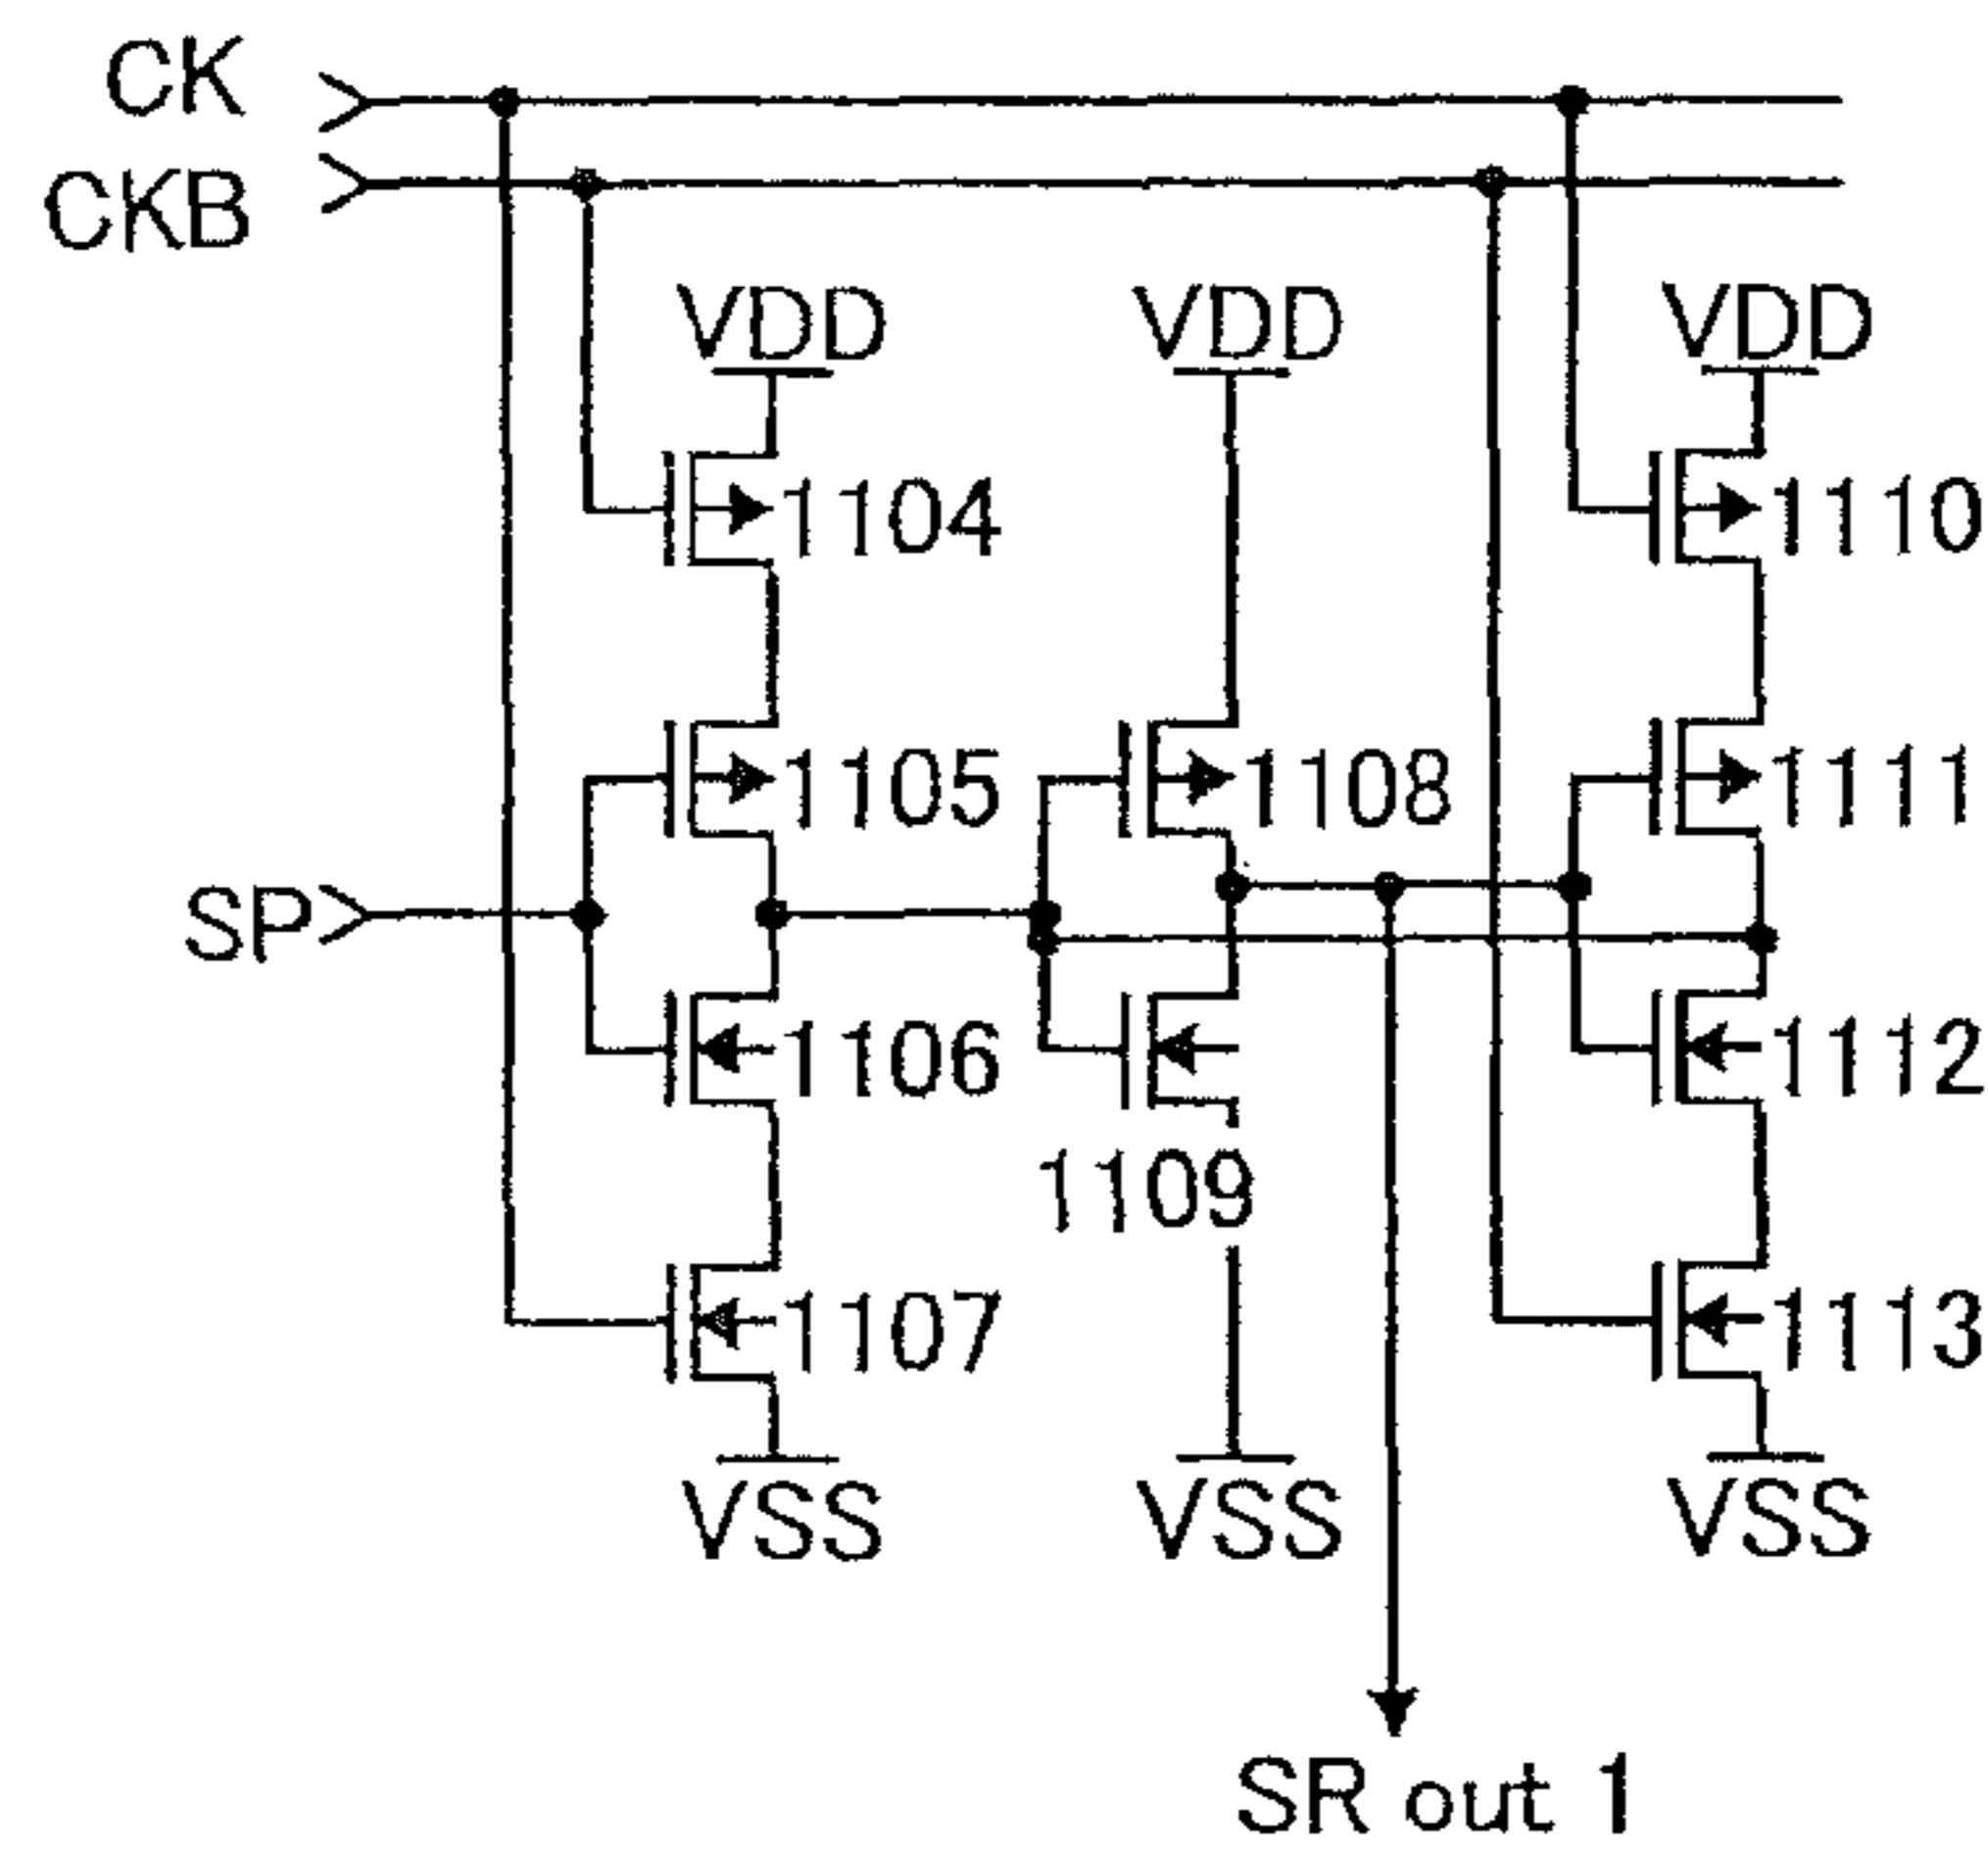 CK
CKB
VDD VDD VDD
1104 1110
1105 1108 1111
SP
1106 1112
1109
1107 1113
VSS VSS VSS
SR out 1